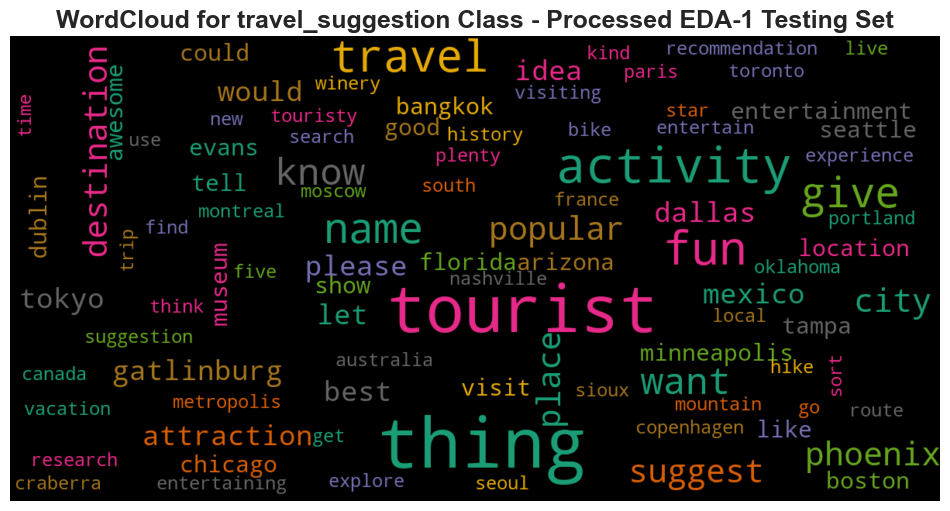 WordCloud for travel_suggestion Class - Processed EDA-1 Testing Set
could travel kind recommendation live
time destination awesome would winery idea paris toronto
new touristy bangkok visiting star entertainment
use search good history bike entertain seattle
evans know plenty activity experience
dublin tell moscow south france give
montreal dallas portland
trip find name popular fun location
museum five please florida arizona oklahoma
tokyo think show nashville mexico city
let tourist local tampa
suggestion australia place minneapolis
canada gatlinburg best visit sioux want hike sort
vacation metropolis mountain go route
attraction get thing copenhagen like
research chicago suggest phoenix
craberra entertaining explore seoul boston